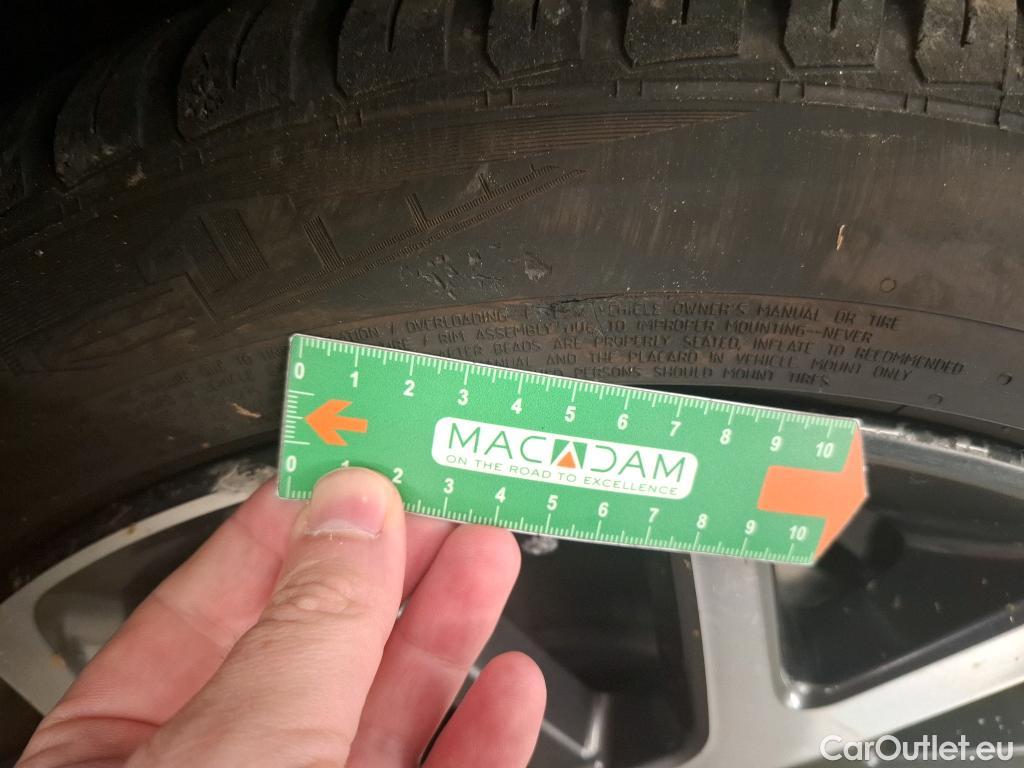 VEHICLE OWNER'S MANUAL OR TIRE
OVERLOADING
RIM ASSEMBLY DUE TO IMPROPER MOUNTING--NEVER
BEADS ARE PROPERLY SEATED, INFLATE TO RECOMMENDED
AND THE PLACARD IN VEHICLE. MOUNT ONLY
PERSONS SHOULD MOUNT TIRES
0 1 2 3 4 5 6 7 8 9 10
MACADAM
ON THE ROAD TO EXCELLENCE
0 1 2 3 4 5 6 7 8 9 10
CarOutlet.eu